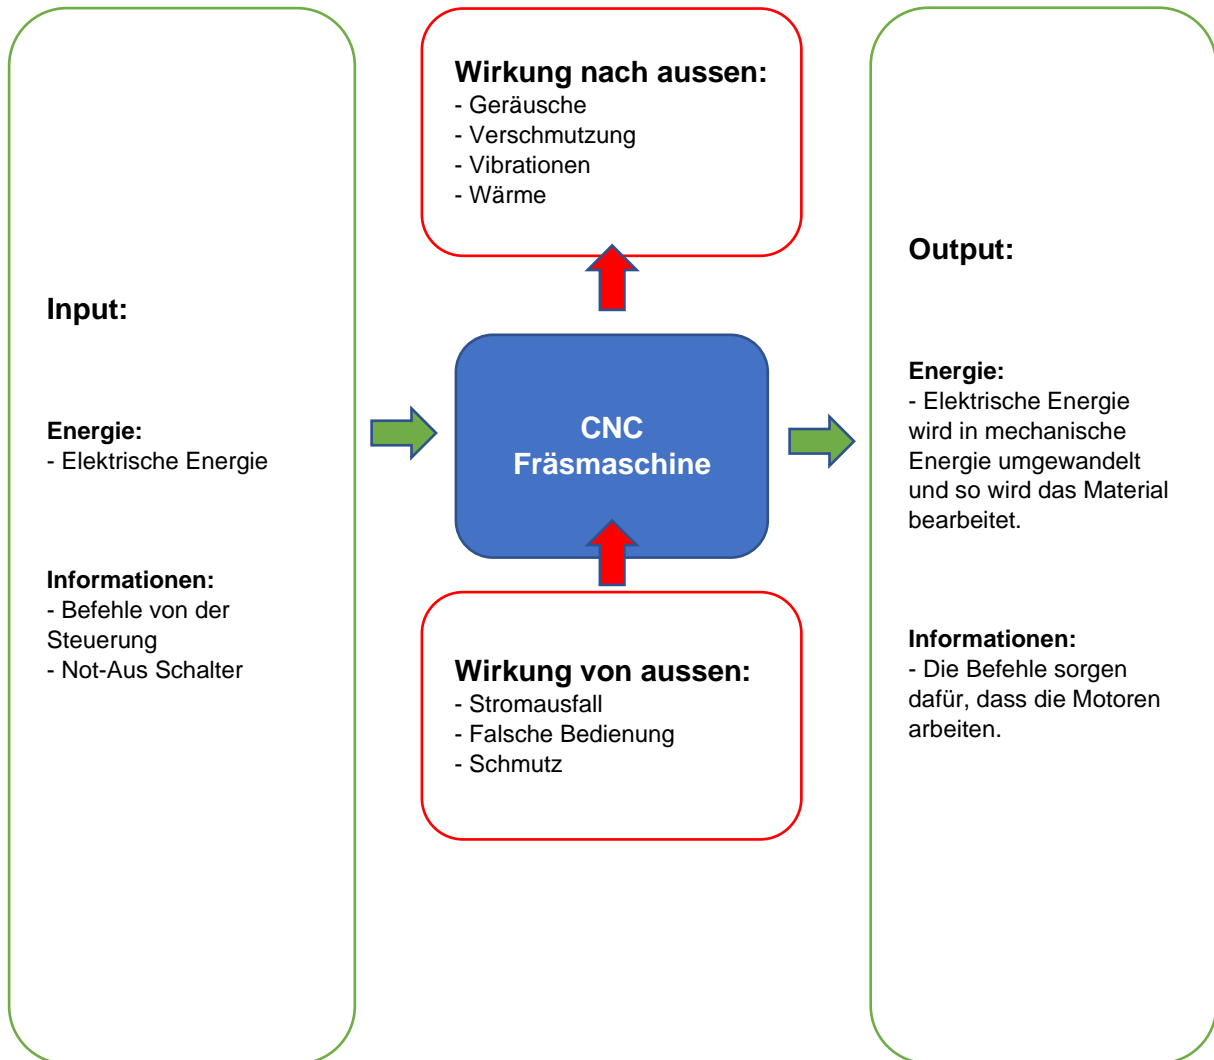 Input:
Energie:
- Elektrische Energie
Informationen:
- Befehle von der
Steuerung
- Not-Aus Schalter
Wirkung nach aussen:
- Geräusche
- Verschmutzung
- Vibrationen
- Wärme
CNC
Fräsmaschine
Wirkung von aussen:
- Stromausfall
- Falsche Bedienung
- Schmutz
Output:
Energie:
- Elektrische Energie
wird in mechanische
Energie umgewandelt
und so wird das Material
bearbeitet.
Informationen:
- Die Befehle sorgen
dafür, dass die Motoren
arbeiten.